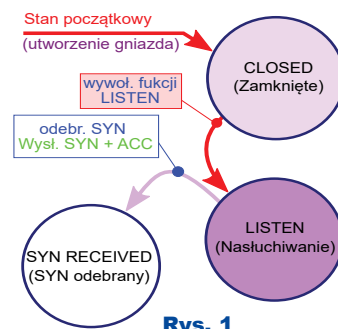 Stan początkowy
(utworzenie gniazda)
CLOSED
(Zamknięte)
wywoł. fukcji
LISTEN
odebr. SYN
Wysł. SYN + ACC
SYN RECEIVED
(SYN odebrany)
LISTEN
(Nasłuchiwanie)
Rys. 1